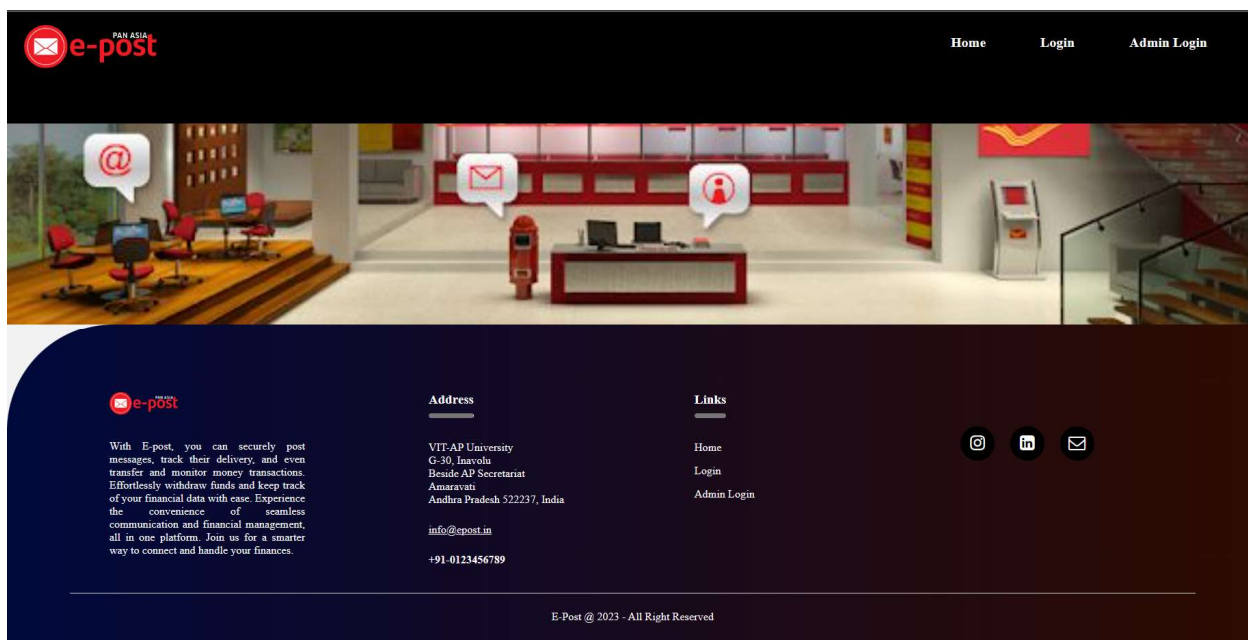 PAN ASIA
e-post
Home
Login
Admin Login
@
PAN ASIA
e-post
With E-post, you can securely post
messages, track their delivery, and even
transfer and monitor money transactions.
Effortlessly withdraw funds and keep track
of your financial data with ease. Experience
the convenience of seamless
communication and financial management,
all in one platform. Join us for a smarter
way to connect and handle your finances.
Address
VIT-AP University
G-30, Inavolu
Beside AP Secretariat
Amaravati
Andhra Pradesh 522237, India
info@epost.in
+91-0123456789
Links
Home
Login
Admin Login
in
E-Post @ 2023 - All Right Reserved